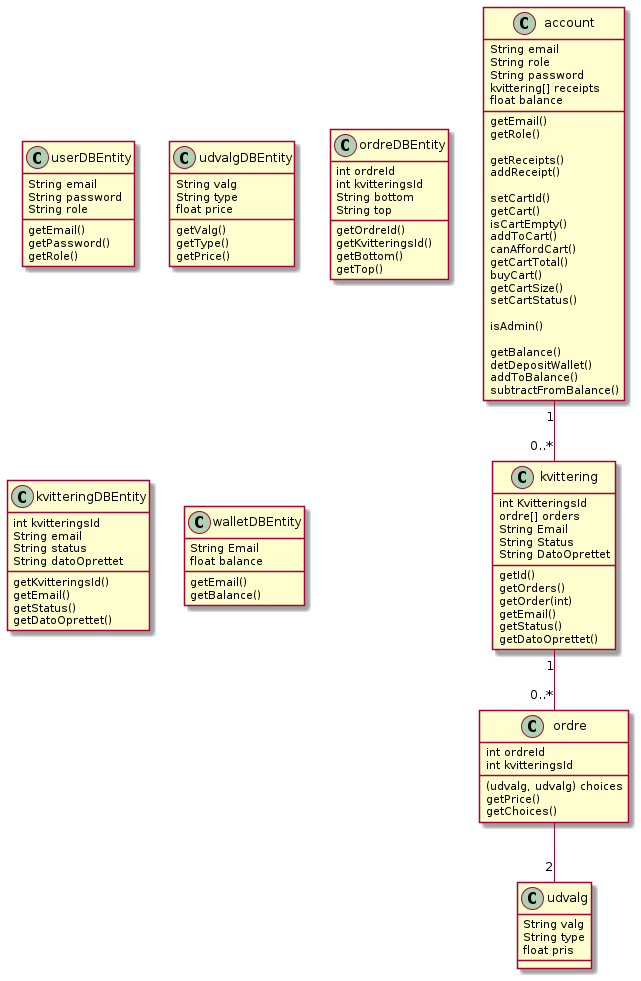 account
String email
String role
String password
kvittering[] receipts
float balance
getEmail()
getRole()
getReceipts()
addReceipt()
setCartId()
getCart()
isCartEmpty()
addToCart()
canAffordCart()
getCartTotal()
buyCart()
getCartSize()
setCartStatus()
isAdmin()
getBalance()
detDepositWallet()
addToBalance()
subtractFromBalance()
C userDBEntity
String email
String password
String role
getEmail()
getPassword()
getRole()
C udvalgDBEntity
String valg
String type
float price
getValg()
getType()
getPrice()
C ordreDBEntity
int ordreId
int kvitteringsId
String bottom
String top
getOrdreId()
getKvitteringsId()
getBottom()
getTop()
1
0..*
C kvitteringDBEntity
int kvitteringsId
String email
String status
String datoOprettet
getKvitteringsId()
getEmail()
getStatus()
getDatoOprettet()
C walletDBEntity
String Email
float balance
getEmail()
getBalance()
C kvittering
int KvitteringsId
ordre[] orders
String Email
String Status
String DatoOprettet
getId()
getOrders()
getOrder(int)
getEmail()
getStatus()
getDatoOprettet()
1
0..*
C ordre
int ordreId
int kvitteringsId
(udvalg, udvalg) choices
getPrice()
getChoices()
2
C udvalg
String valg
String type
float pris